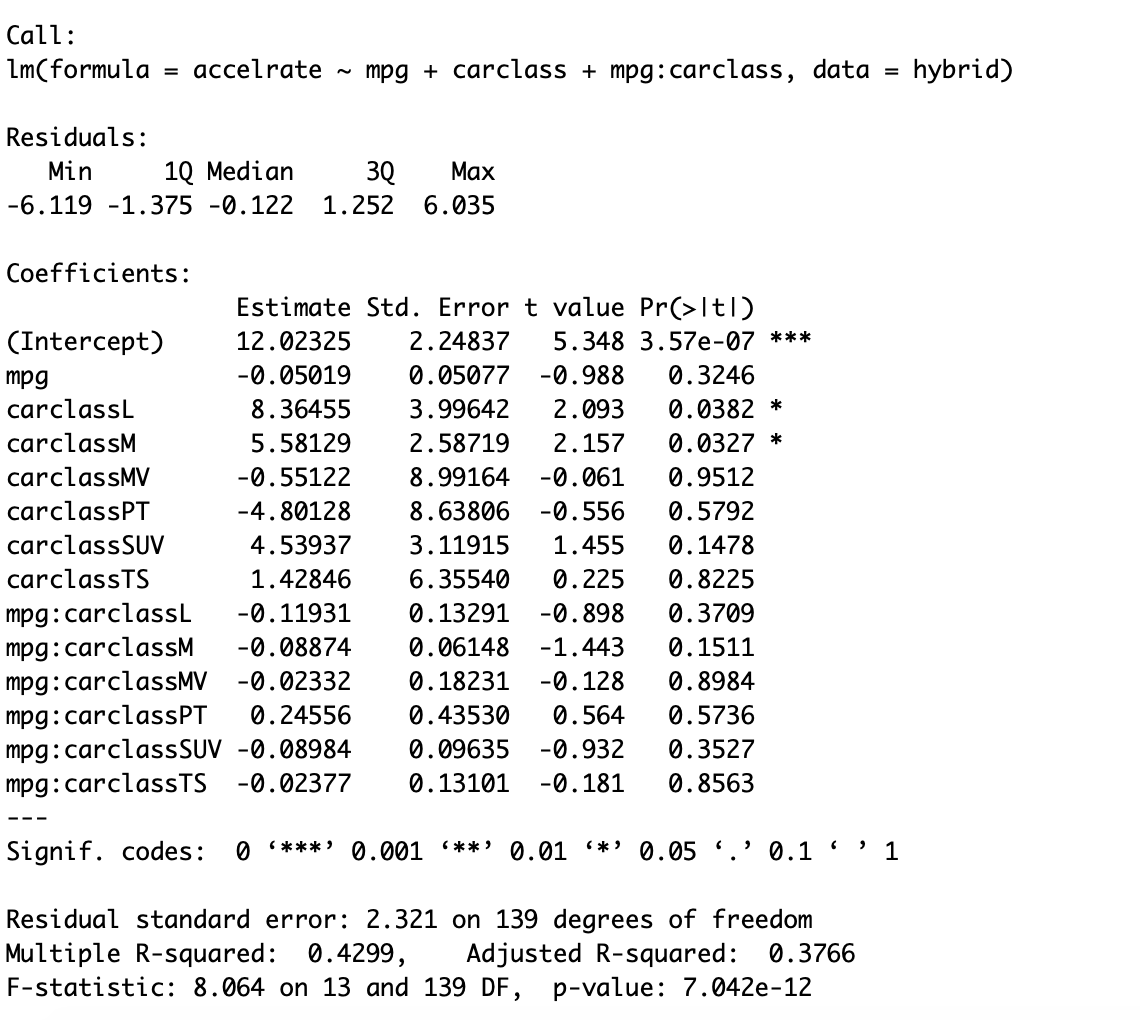 Call:
lm(formula = accelrate ~ mpg + carclass + mpg:carclass, data = hybrid)

Residuals:
   Min     1Q Median     3Q    Max
-6.119 -1.375 -0.122  1.252  6.035

Coefficients:
                Estimate Std. Error t value Pr(>|t|)
(Intercept)     12.02325    2.24837   5.348 3.57e-07 ***
mpg             -0.05019    0.05077  -0.988   0.3246
carclassL        8.36455    3.99642   2.093   0.0382 *
carclassM        5.58129    2.58719   2.157   0.0327 *
carclassMV      -0.55122    8.99164  -0.061   0.9512
carclassPT      -4.80128    8.63806  -0.556   0.5792
carclassSUV      4.53937    3.11915   1.455   0.1478
carclassTS       1.42846    6.35540   0.225   0.8225
mpg:carclassL   -0.11931    0.13291  -0.898   0.3709
mpg:carclassM   -0.08874    0.06148  -1.443   0.1511
mpg:carclassMV  -0.02332    0.18231  -0.128   0.8984
mpg:carclassPT   0.24556    0.43530   0.564   0.5736
mpg:carclassSUV -0.08984    0.09635  -0.932   0.3527
mpg:carclassTS  -0.02377    0.13101  -0.181   0.8563
---
Signif. codes:  0 ‘***’ 0.001 ‘**’ 0.01 ‘*’ 0.05 ‘.’ 0.1 ‘ ’ 1

Residual standard error: 2.321 on 139 degrees of freedom
Multiple R-squared:  0.4299,    Adjusted R-squared:  0.3766
F-statistic: 8.064 on 13 and 139 DF,  p-value: 7.042e-12